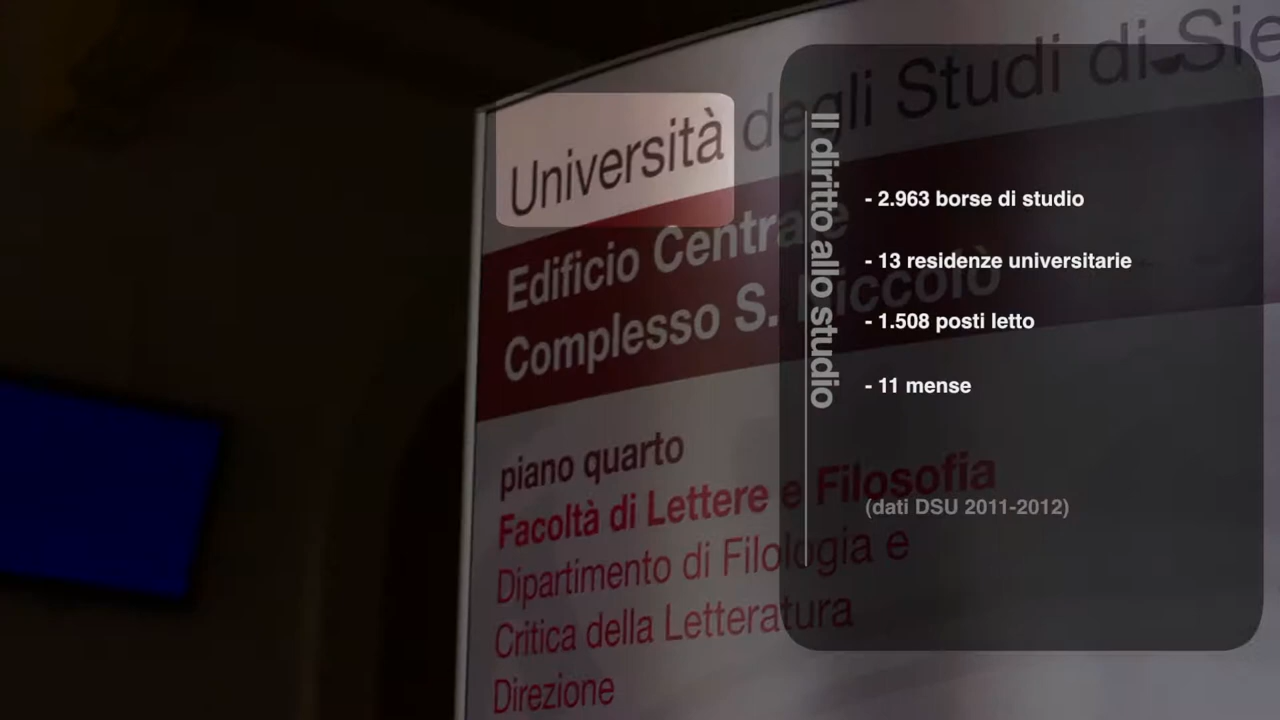 Università degli Studi di Sie
Edificio Centrale
Complesso S. Niccolò
piano quarto
Facoltà di Lettere e Filosofia
Dipartimento di Filologia e
Critica della Letteratura
Direzione
Il diritto allo studio
- 2.963 borse di studio
- 13 residenze universitarie
- 1.508 posti letto
- 11 mense
(dati DSU 2011-2012)